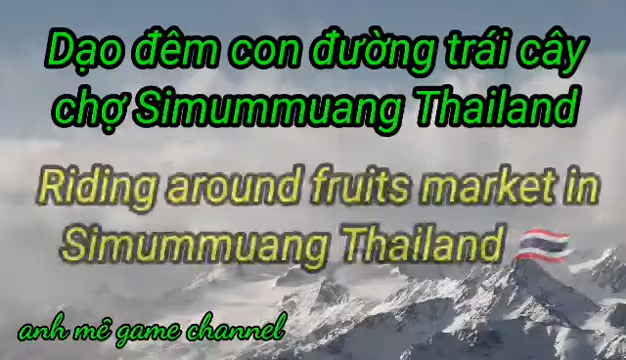 Dạo đêm con đường trái cây
chợ Simummuang Thailand
Riding around fruits market in
Simummuang Thailand 🇹🇭
anh mê game channel